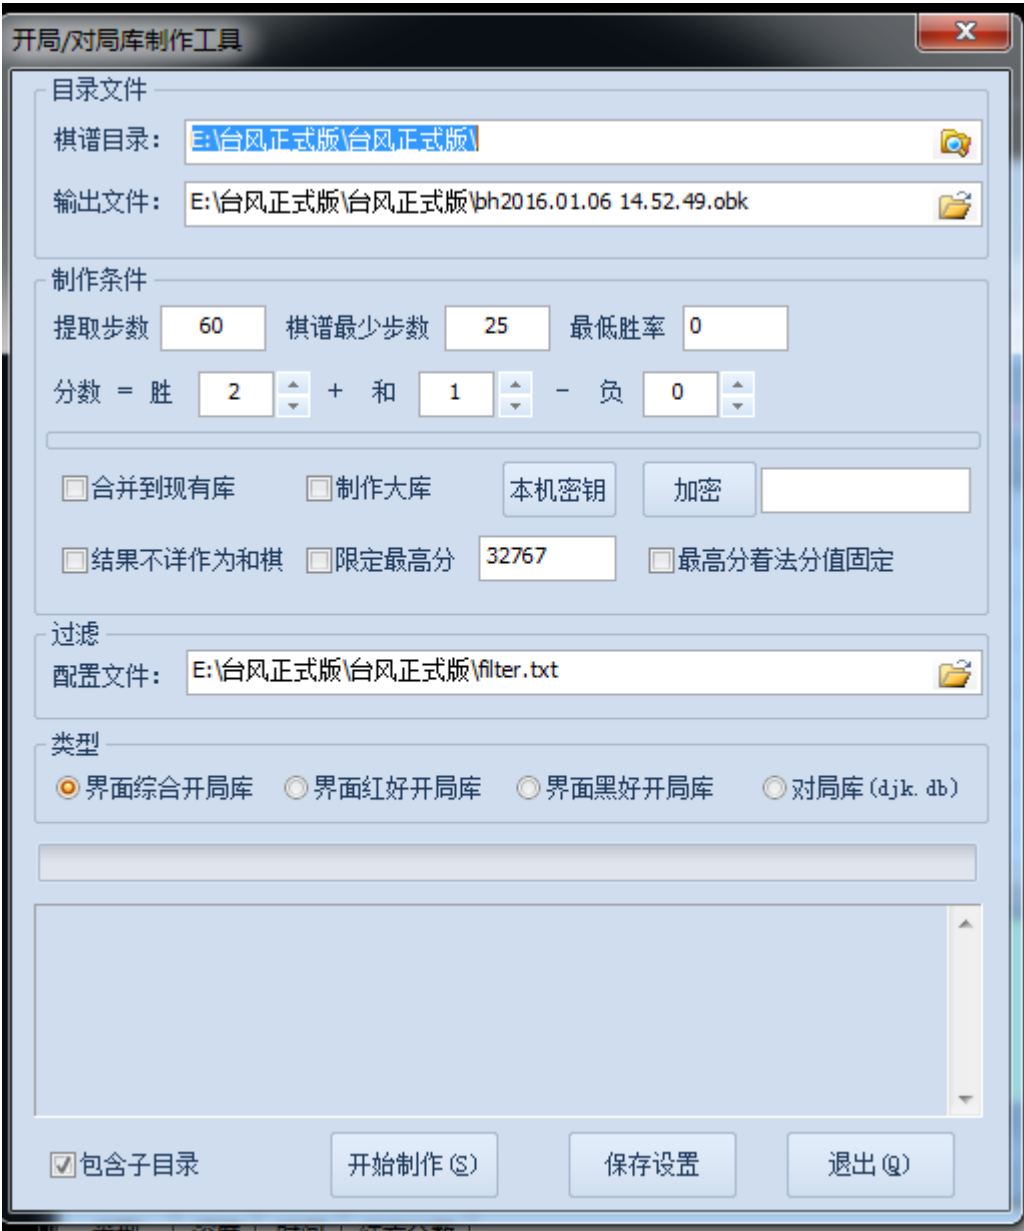 开局/对局库制作工具
目录文件
棋谱目录: E:\台风正式版\台风正式版\
输出文件: E:\台风正式版\台风正式版\bh2016.01.06 14.52.49.obk
制作条件
提取步数 60 棋谱最少步数 25 最低胜率 0
分数 = 胜 2 + 和 1 - 负 0
合并到现有库 制作大库 本机密钥 加密
结果不详作为和棋 限定最高分 32767 最高分着法分值固定
过滤
配置文件: E:\台风正式版\台风正式版\filter.txt
类型
界面综合开局库 界面红好开局库 界面黑好开局库 对局库(djk.db)
包含子目录 开始制作(S) 保存设置 退出(Q)